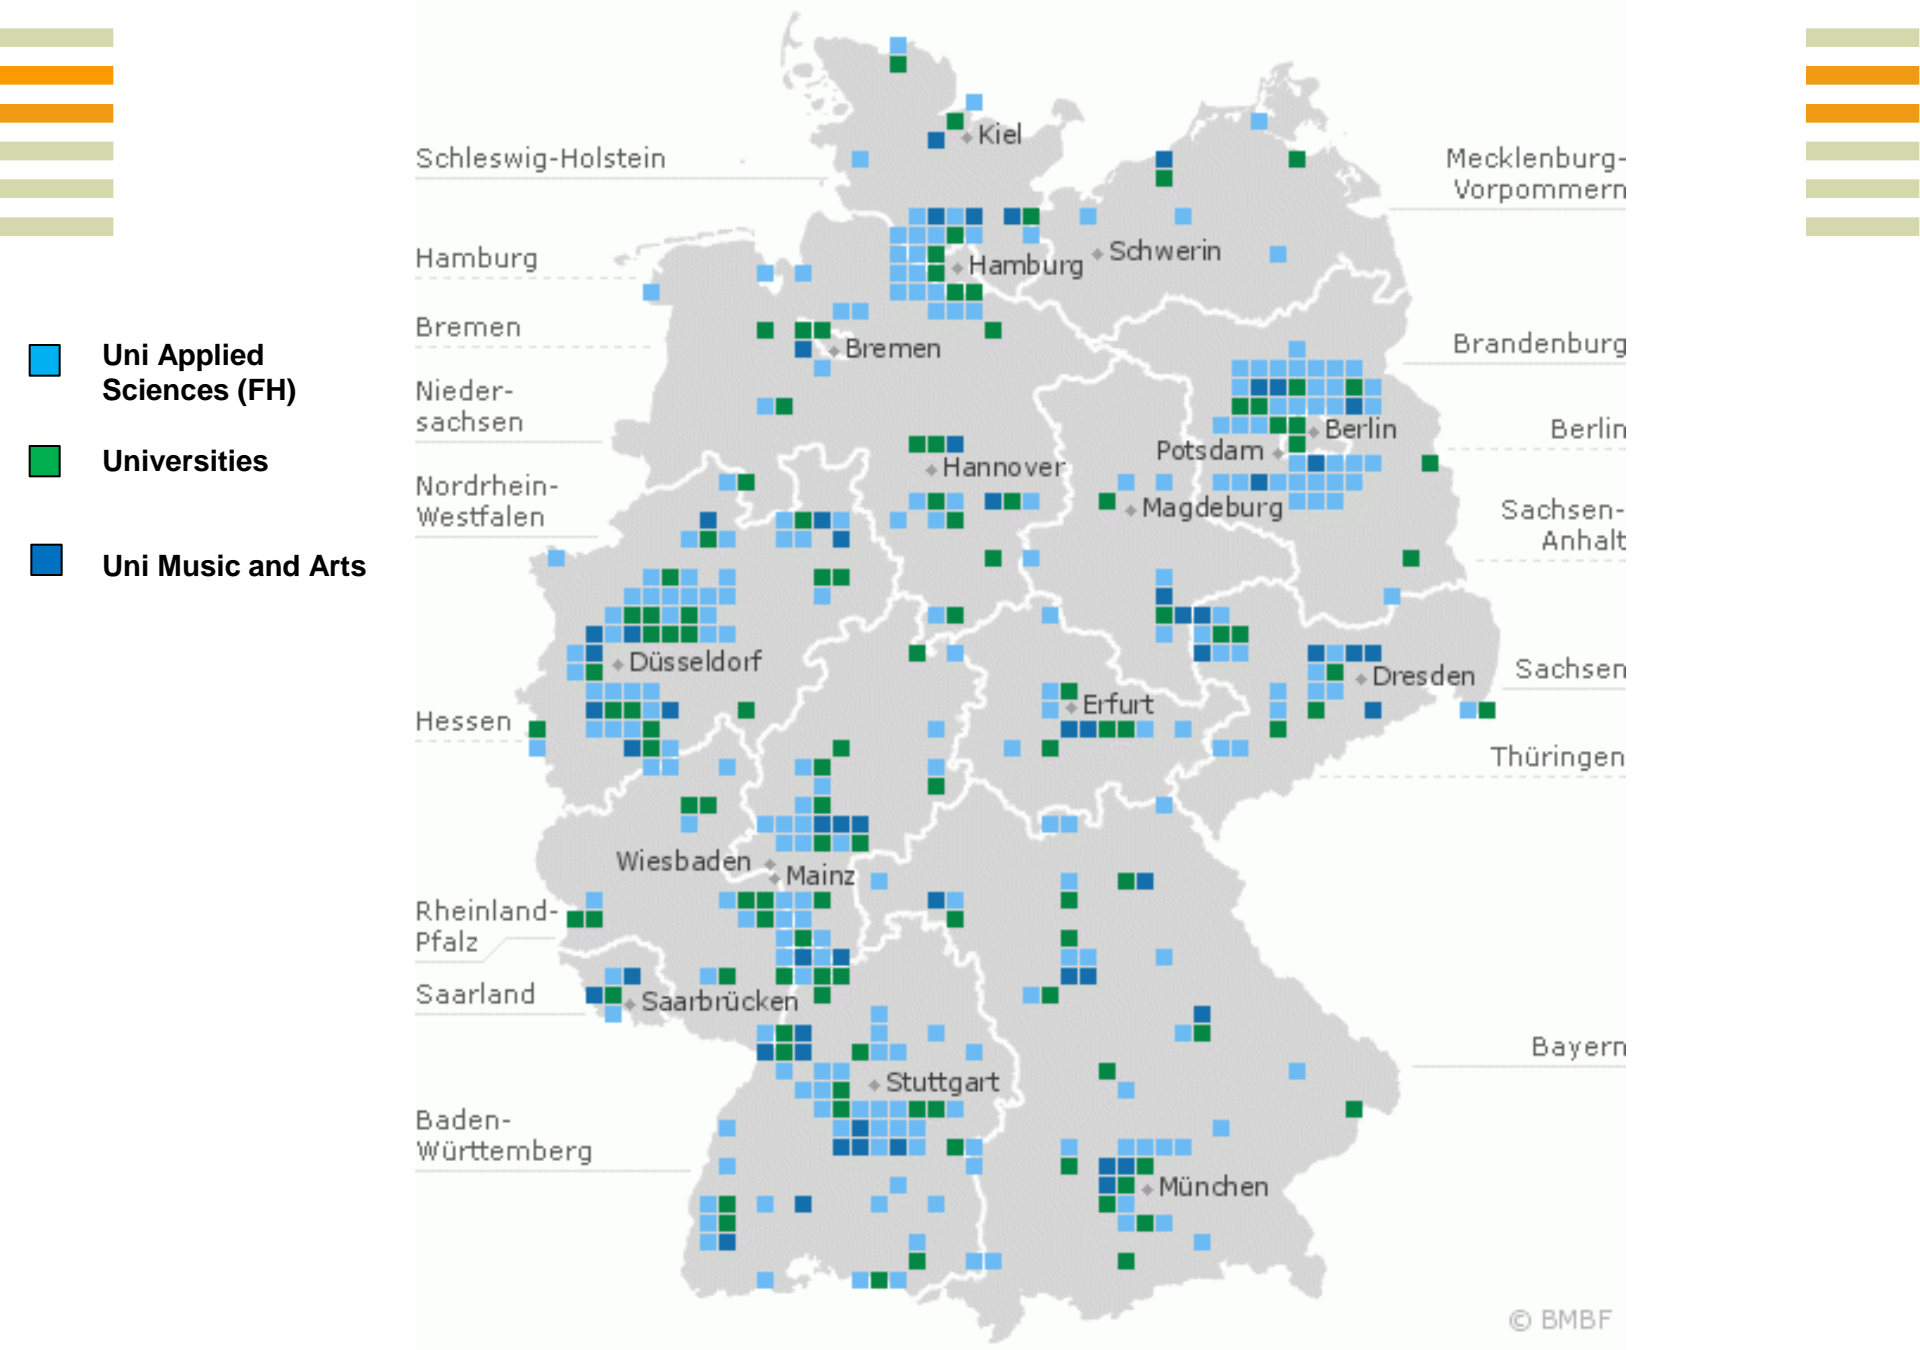 Uni Applied
Sciences (FH)
Universities
Uni Music and Arts
Schleswig-Holstein
Hamburg
Bremen
Nieder-
sachsen
Nordrhein-
Westfalen
Hessen
Rheinland-
Pfalz
Saarland
Baden-
Württemberg
Kiel
Hamburg
Schwerin
Bremen
Hannover
Berlin
Potsdam
Magdeburg
Düsseldorf
Dresden
Erfurt
Wiesbaden
Mainz
Saarbrücken
Stuttgart
München
Mecklenburg-
Vorpommern
Brandenburg
Berlin
Sachsen-
Anhalt
Sachsen
Thüringen
Bayern
© BMBF